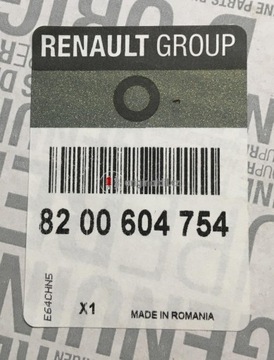 RENAULT GROUP
82 00 604 754
E64CHN5
X1
MADE IN ROMANIA